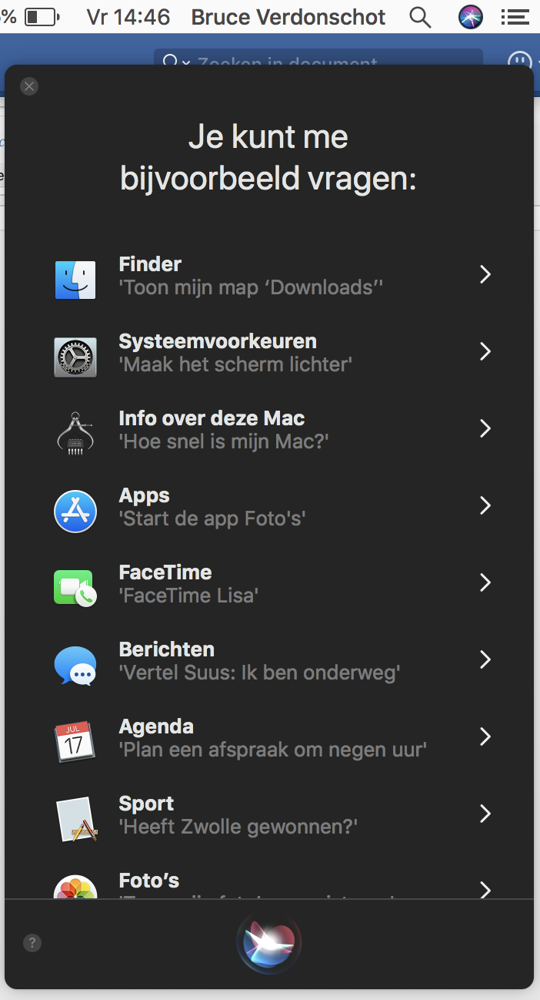 % Vr 14:46 Bruce Verdonschot
Zoeken in document
Je kunt me
bijvoorbeeld vragen:
Finder
'Toon mijn map ‘Downloads’'
Systeemvoorkeuren
'Maak het scherm lichter'
Info over deze Mac
'Hoe snel is mijn Mac?'
Apps
'Start de app Foto's'
FaceTime
'FaceTime Lisa'
Berichten
'Vertel Suus: Ik ben onderweg'
JUL
17
Agenda
'Plan een afspraak om negen uur'
Sport
'Heeft Zwolle gewonnen?'
Foto’s
?